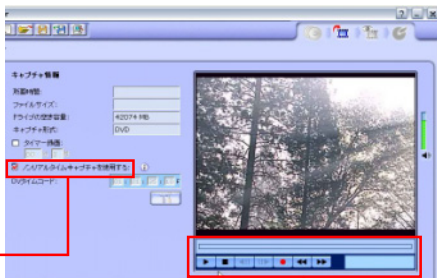 キャプチャ情報
所要時間:
ファイルサイズ:
ドライブの空き容量:
42074 MB
キャプチャ形式:
DVD
タイマー録画:
ノンリアルタイムキャプチャを使用する:
DVタイムコード: